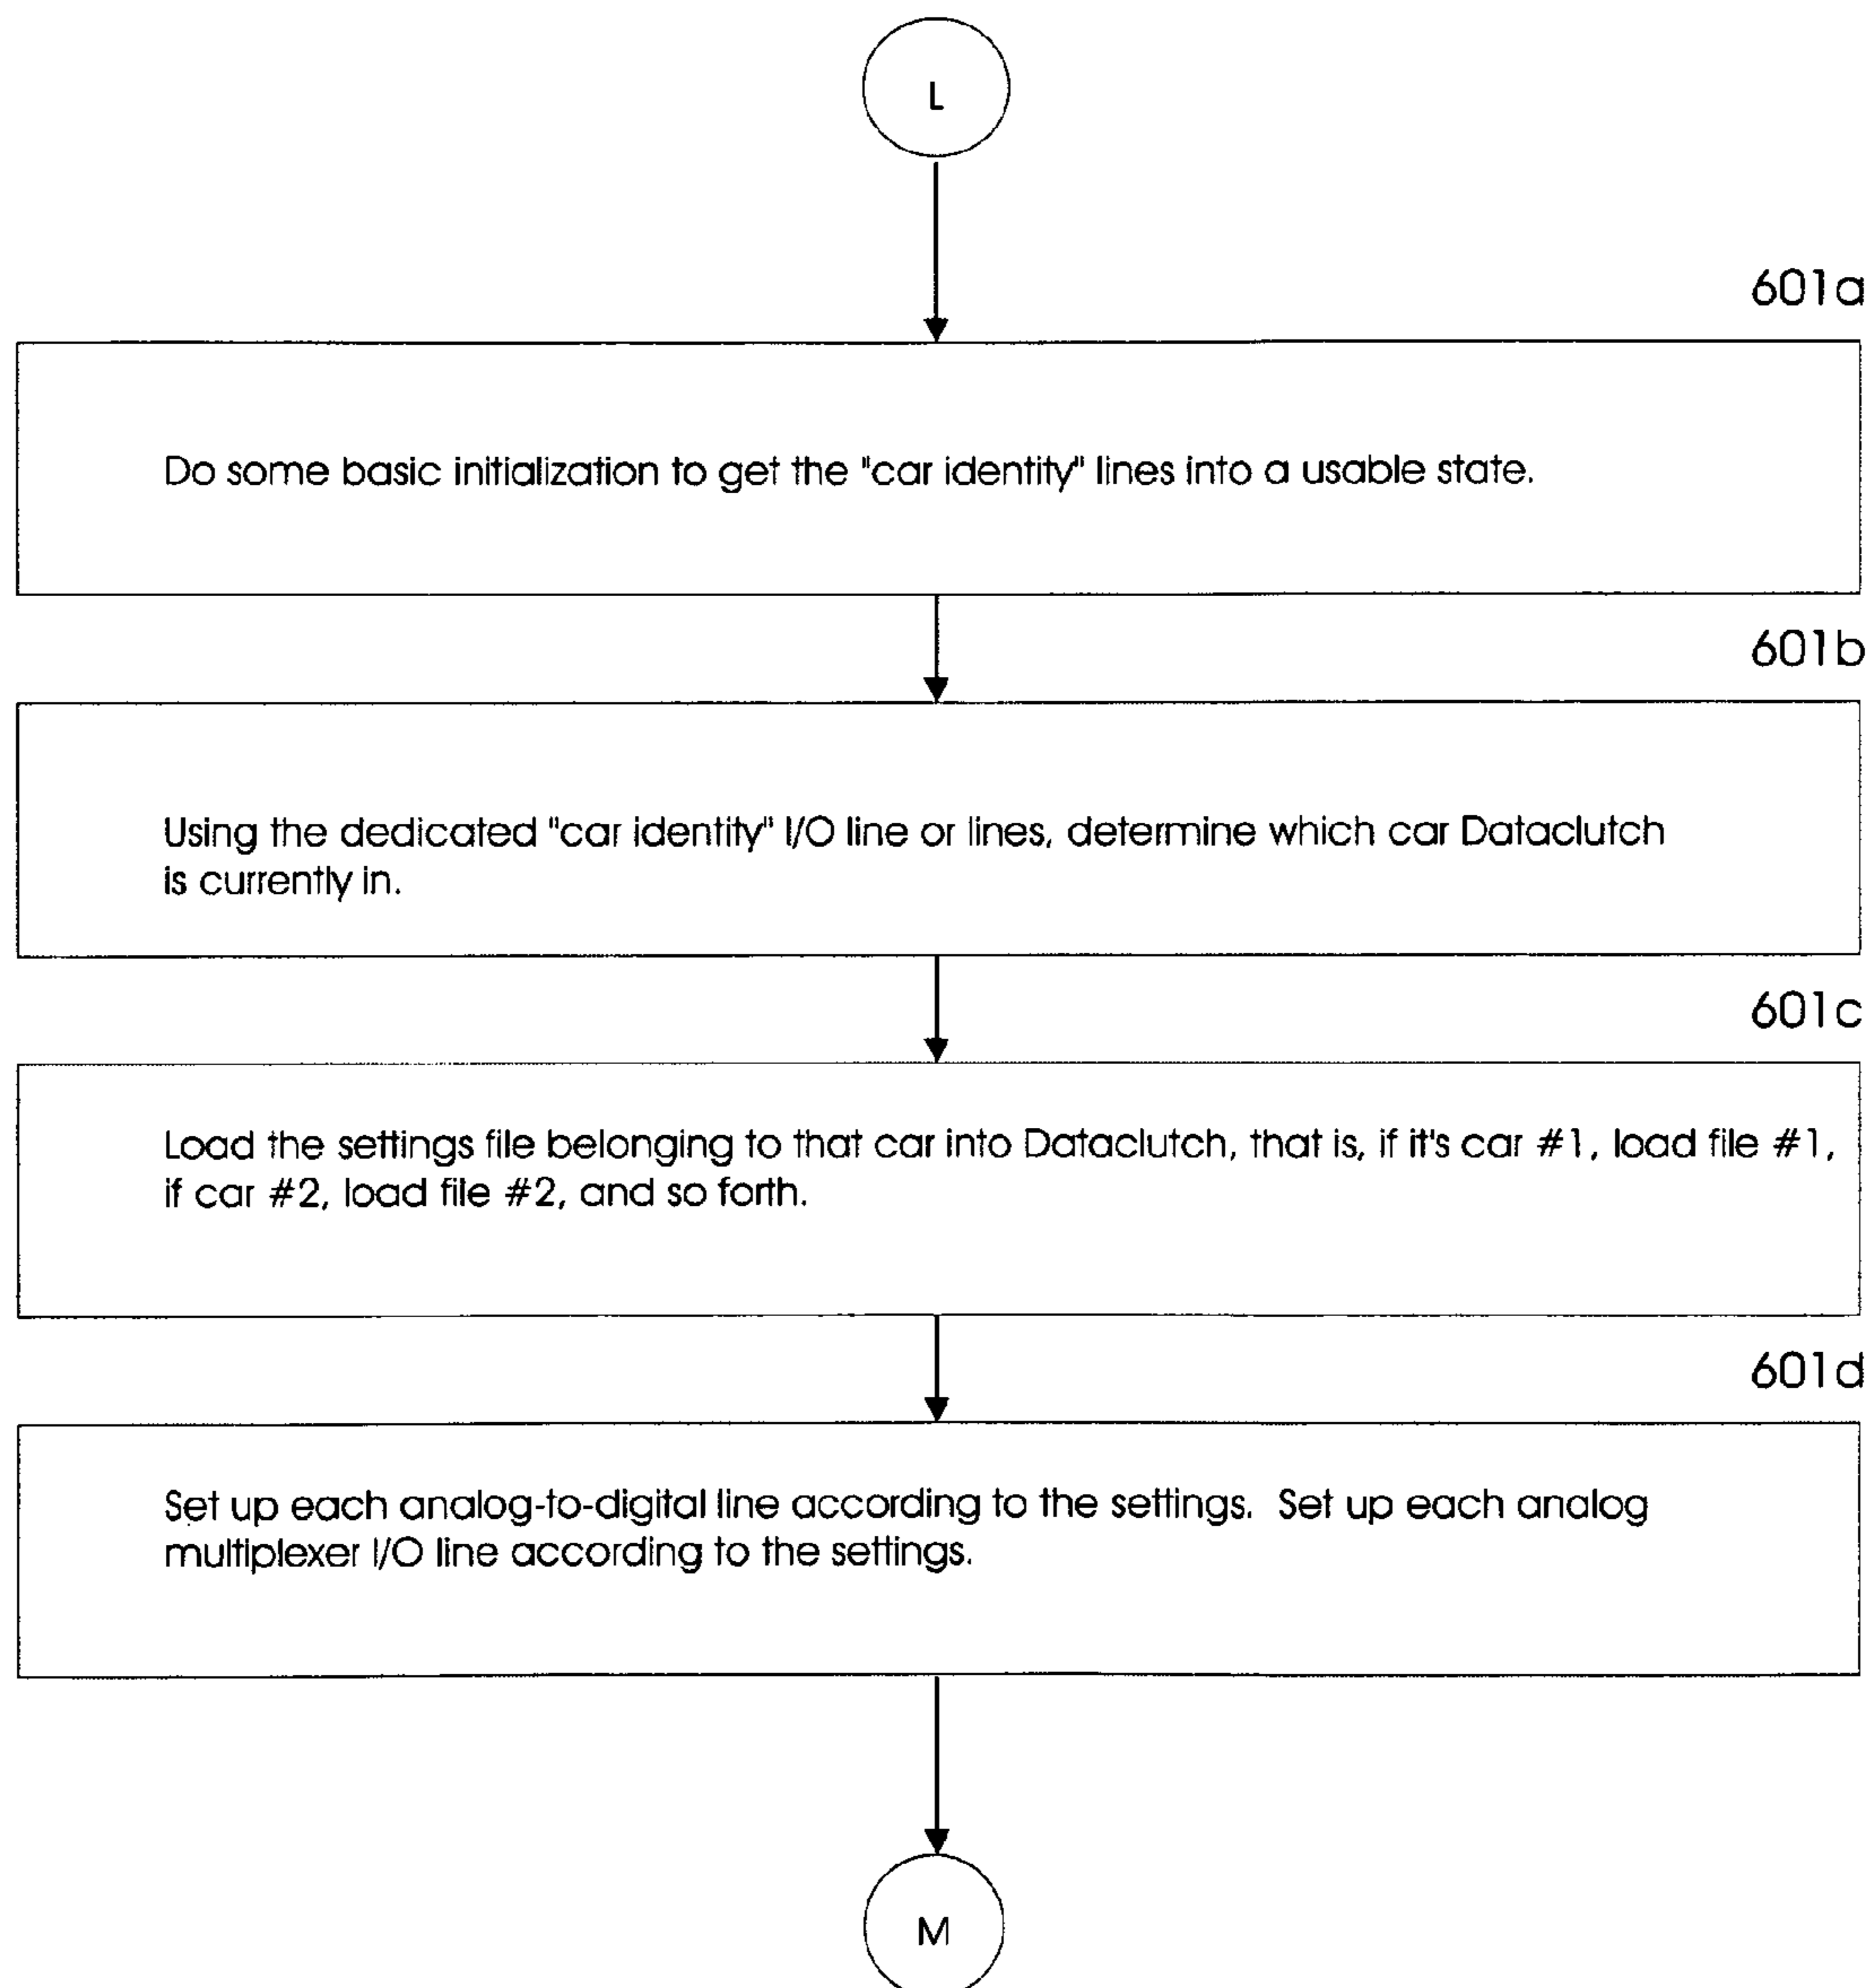 L
601a
Do some basic initialization to get the "car identity" lines into a usable state.
601b
Using the dedicated "car identity" I/O line or lines, determine which car Dataclutch
is currently in.
601c
Load the settings file belonging to that car into Dataclutch, that is, if it's car #1, load file #1,
if car #2, load file #2, and so forth.
601d
Set up each analog-to-digital line according to the settings.  Set up each analog
multiplexer I/O line according to the settings.
M